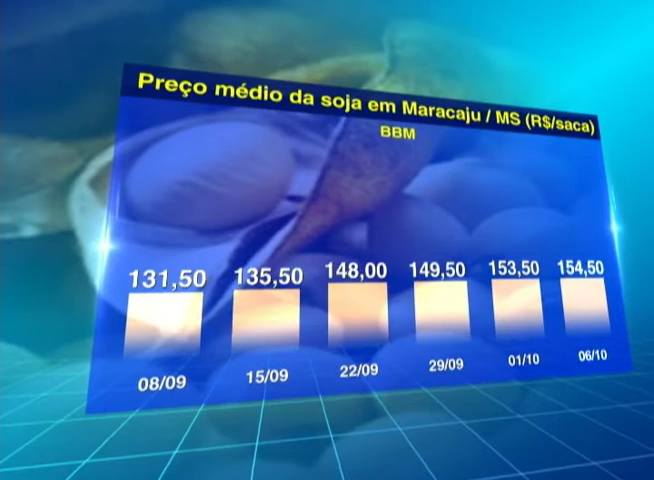 Preço médio da soja em Maracaju / MS (R$/saca)
BBM
131,50 135,50 148,00 149,50 153,50 154,50
08/09 15/09 22/09 29/09 01/10 06/10